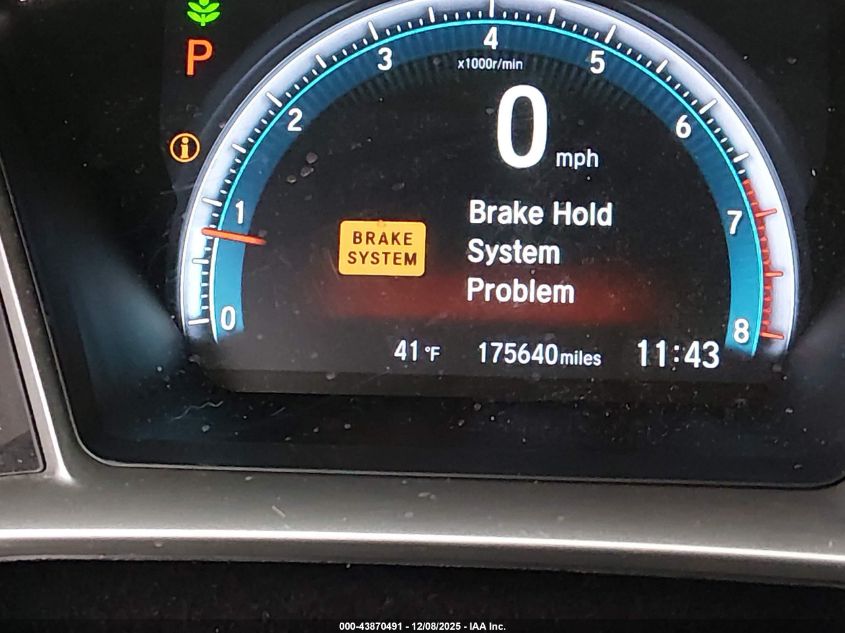 P
4
3
5
x1000r/min
2
6
0
mph
1
7
Brake Hold
BRAKE
SYSTEM
System
Problem
0
8
41 °F
175640 miles
11:43
000-43870491 - 12/08/2025 - IAA Inc.